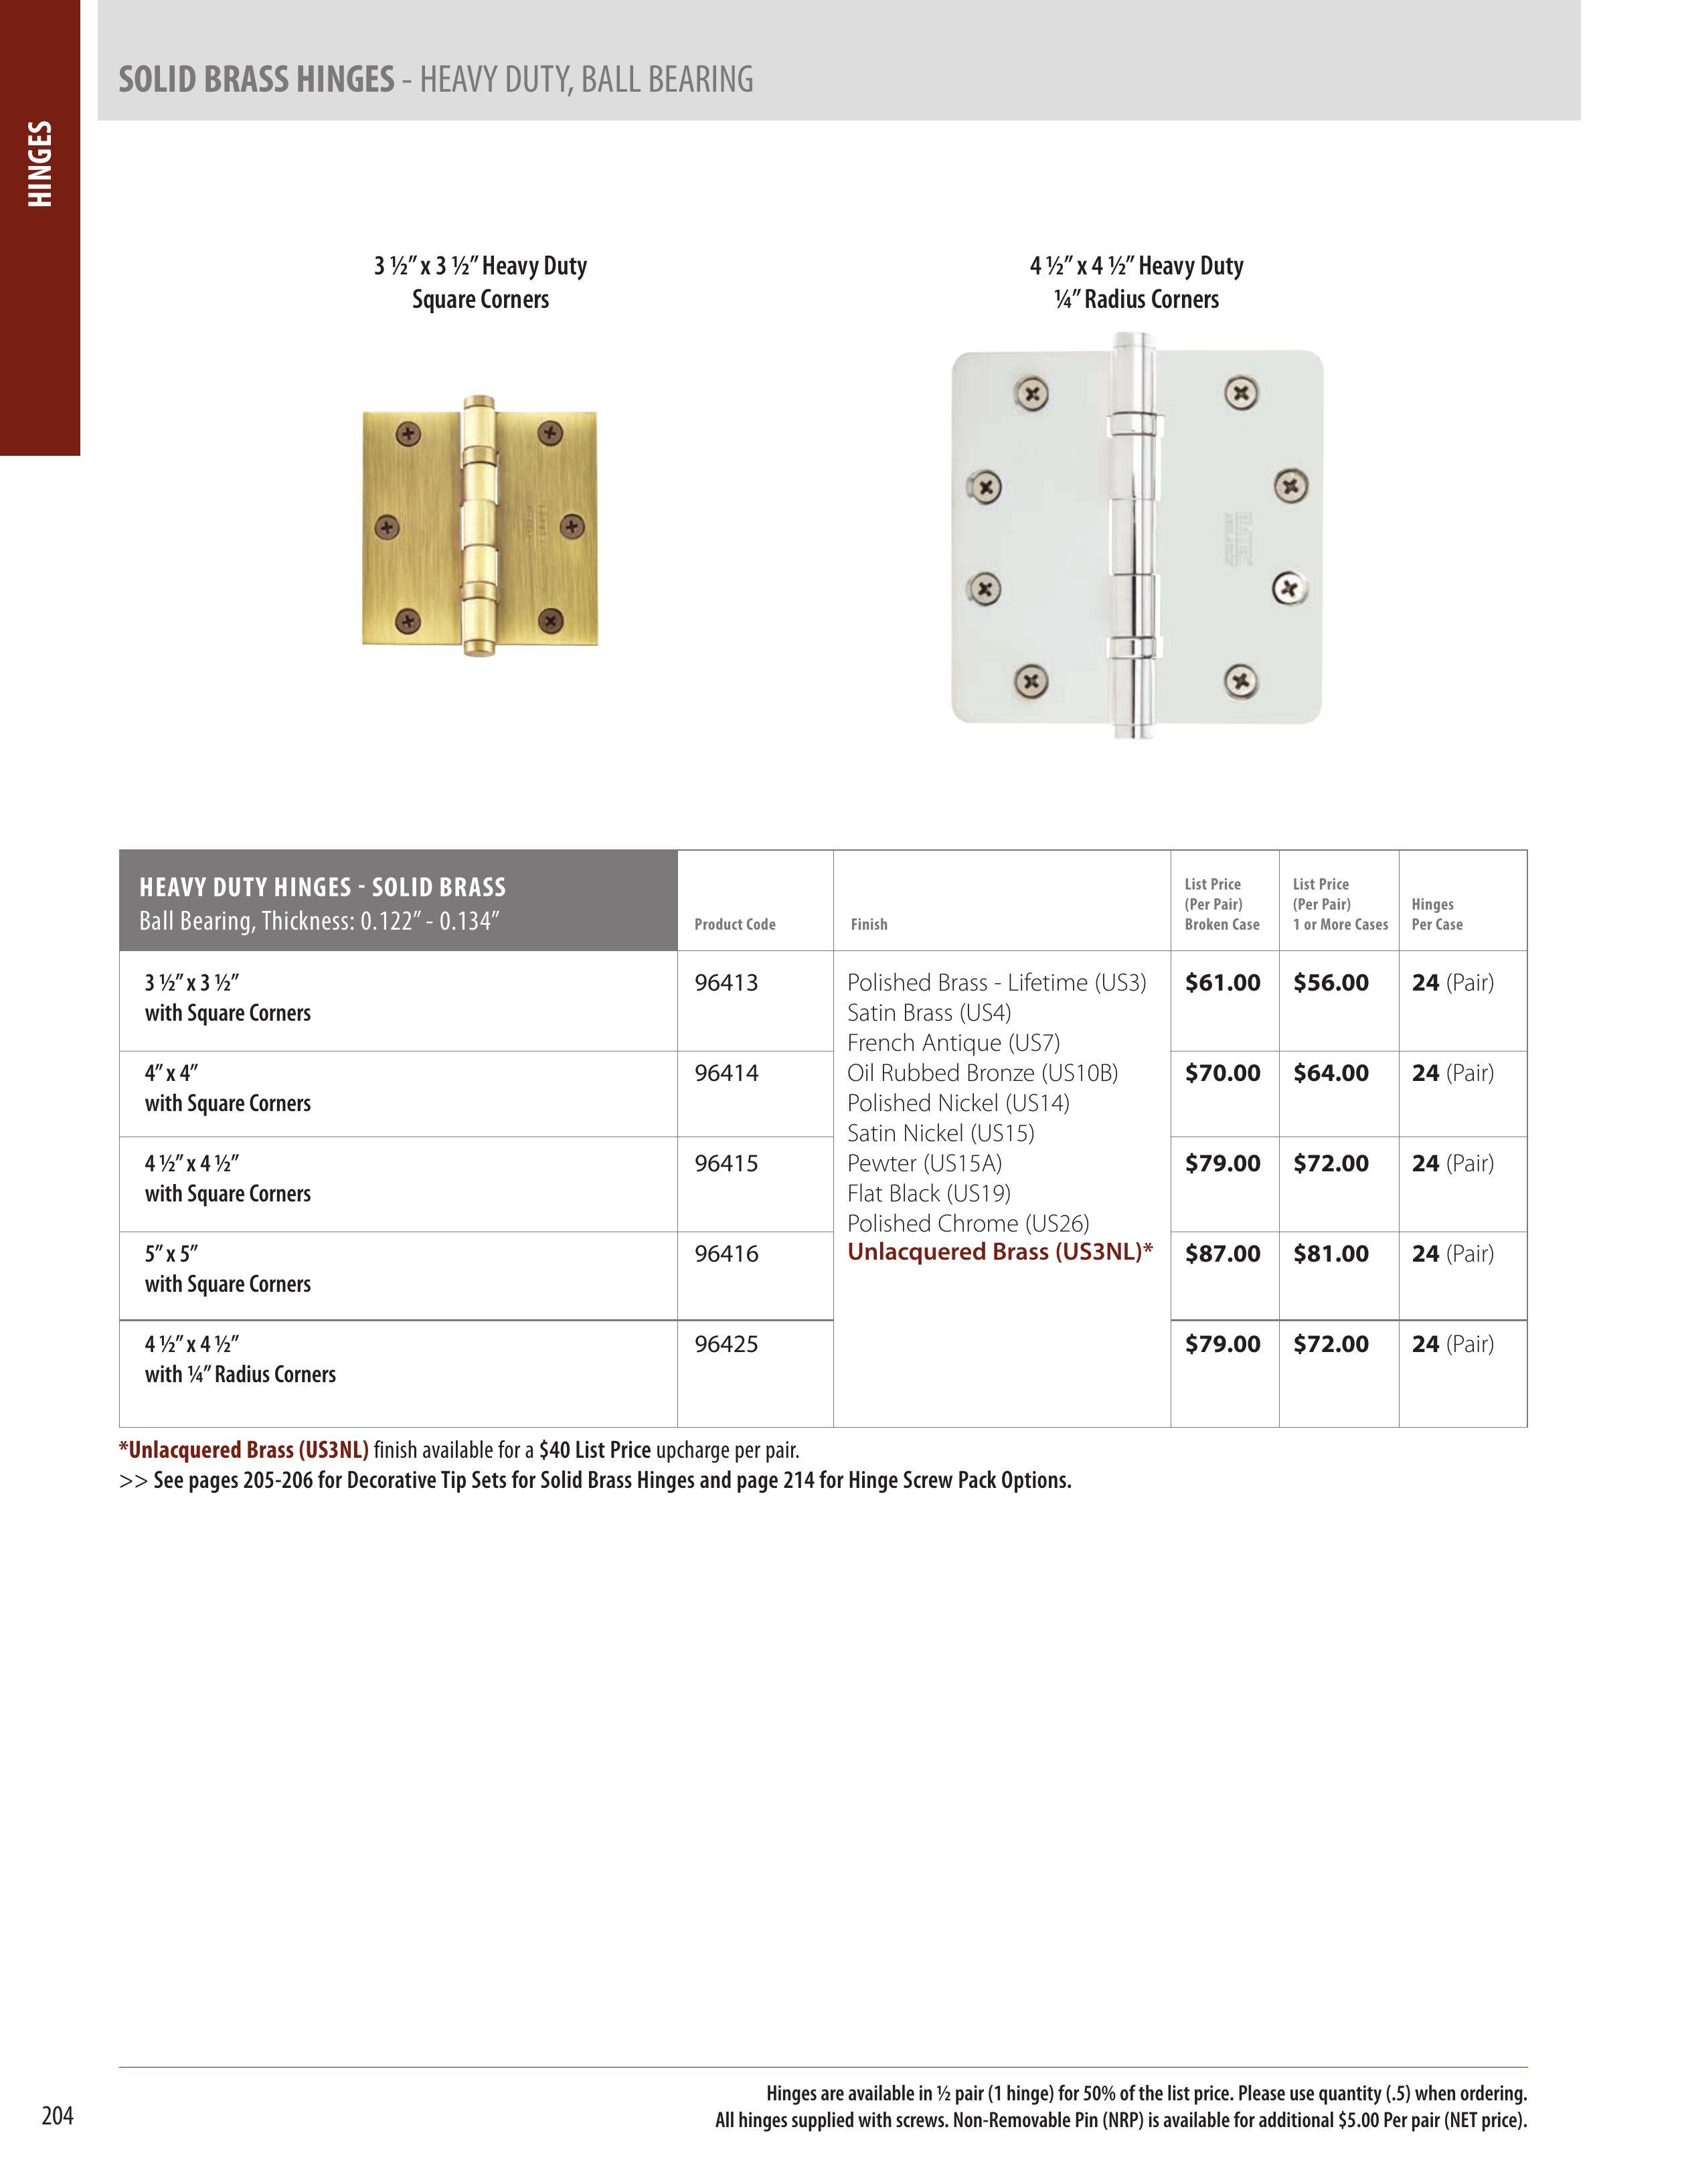 HINGES
SOLID BRASS HINGES - HEAVY DUTY, BALL BEARING
3 ½” x 3 ½” Heavy Duty
Square Corners
4 ½” x 4 ½” Heavy Duty
¼” Radius Corners
HEAVY DUTY HINGES - SOLID BRASS
Ball Bearing, Thickness: 0.122” - 0.134”
Product Code
Finish
List Price
(Per Pair)
Broken Case
List Price
(Per Pair)
1 or More Cases
Hinges
Per Case
3 ½” x 3 ½”
with Square Corners
96413
Polished Brass - Lifetime (US3)
Satin Brass (US4)
French Antique (US7)
Oil Rubbed Bronze (US10B)
Polished Nickel (US14)
Satin Nickel (US15)
Pewter (US15A)
Flat Black (US19)
Polished Chrome (US26)
Unlacquered Brass (US3NL)*
$61.00
$56.00
24 (Pair)
4” x 4”
with Square Corners
96414
$70.00
$64.00
24 (Pair)
4 ½” x 4 ½”
with Square Corners
96415
$79.00
$72.00
24 (Pair)
5” x 5”
with Square Corners
96416
$87.00
$81.00
24 (Pair)
4 ½” x 4 ½”
with ¼” Radius Corners
96425
$79.00
$72.00
24 (Pair)
*Unlacquered Brass (US3NL) finish available for a $40 List Price upcharge per pair.
>> See pages 205-206 for Decorative Tip Sets for Solid Brass Hinges and page 214 for Hinge Screw Pack Options.
Hinges are available in ½ pair (1 hinge) for 50% of the list price. Please use quantity (.5) when ordering.
All hinges supplied with screws. Non-Removable Pin (NRP) is available for additional $5.00 Per pair (NET price).
204